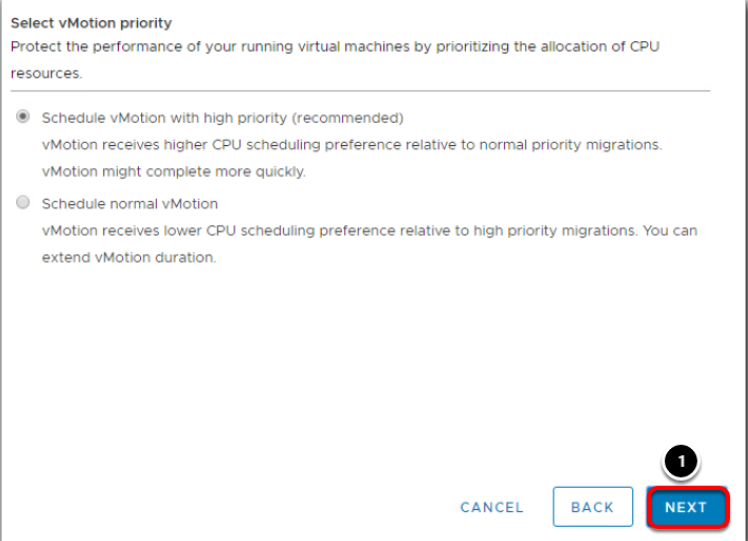 Select vMotion priority
Protect the performance of your running virtual machines by prioritizing the allocation of CPU
resources.
Schedule vMotion with high priority (recommended)
vMotion receives higher CPU scheduling preference relative to normal priority migrations.
vMotion might complete more quickly.
Schedule normal vMotion
vMotion receives lower CPU scheduling preference relative to high priority migrations. You can
extend vMotion duration.
1
CANCEL BACK NEXT